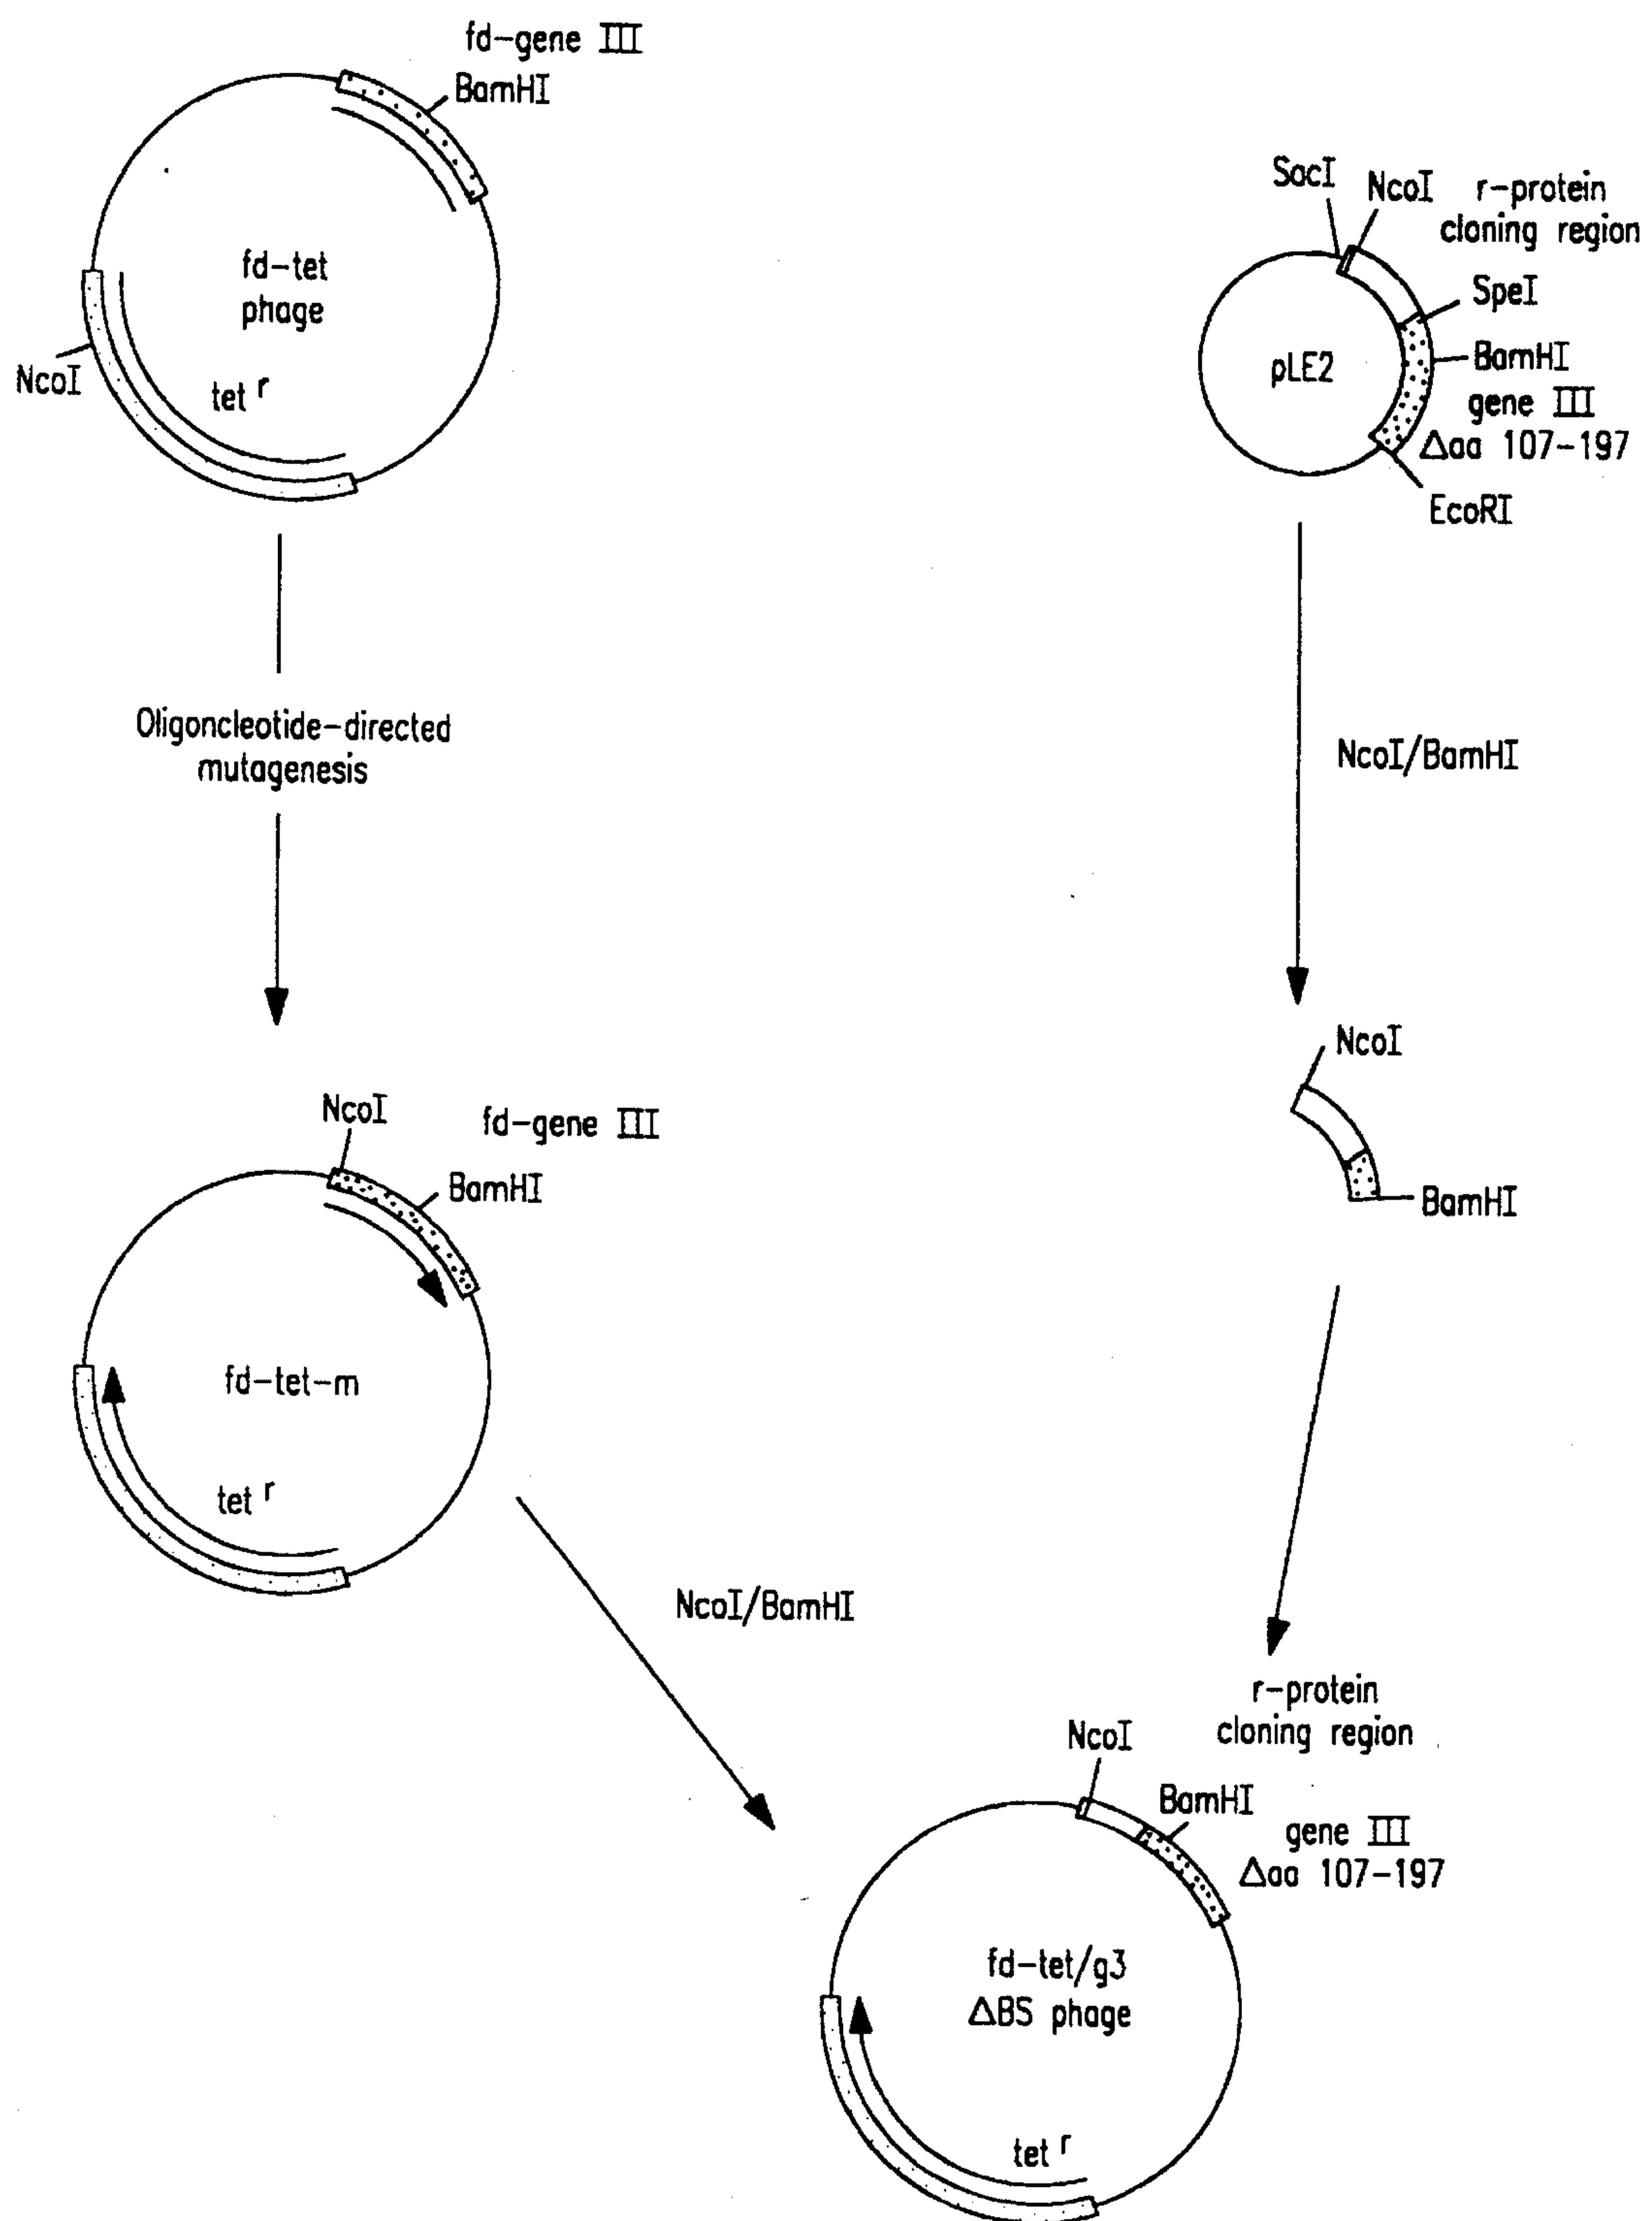 fd-gene III
BamHI
fd-tet
phage
NcoI
tet r
SacI
NcoI
r-protein
cloning region
SpeI
BamHI
pLE2
gene III
Δaa 107-197
EcoRI
Oligoncleotide-directed
mutagenesis
NcoI/BamHI
NcoI
BamHI
NcoI
fd-gene III
BamHI
fd-tet-m
tet r
NcoI/BamHI
r-protein
cloning region
NcoI
BamHI
gene III
Δaa 107-197
fd-tet/g3
ΔBS phage
tet r